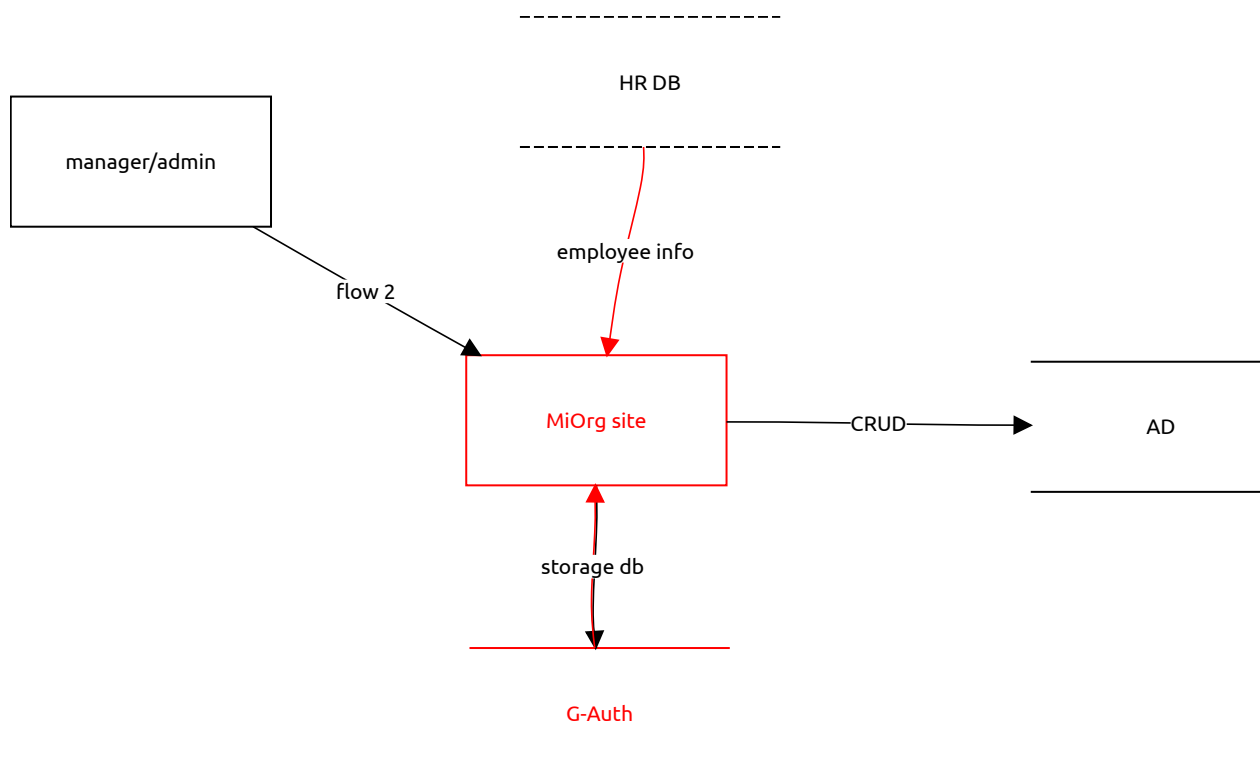 HR DB
manager/admin
employee info
flow 2
MiOrg site
CRUD
AD
storage db
G-Auth